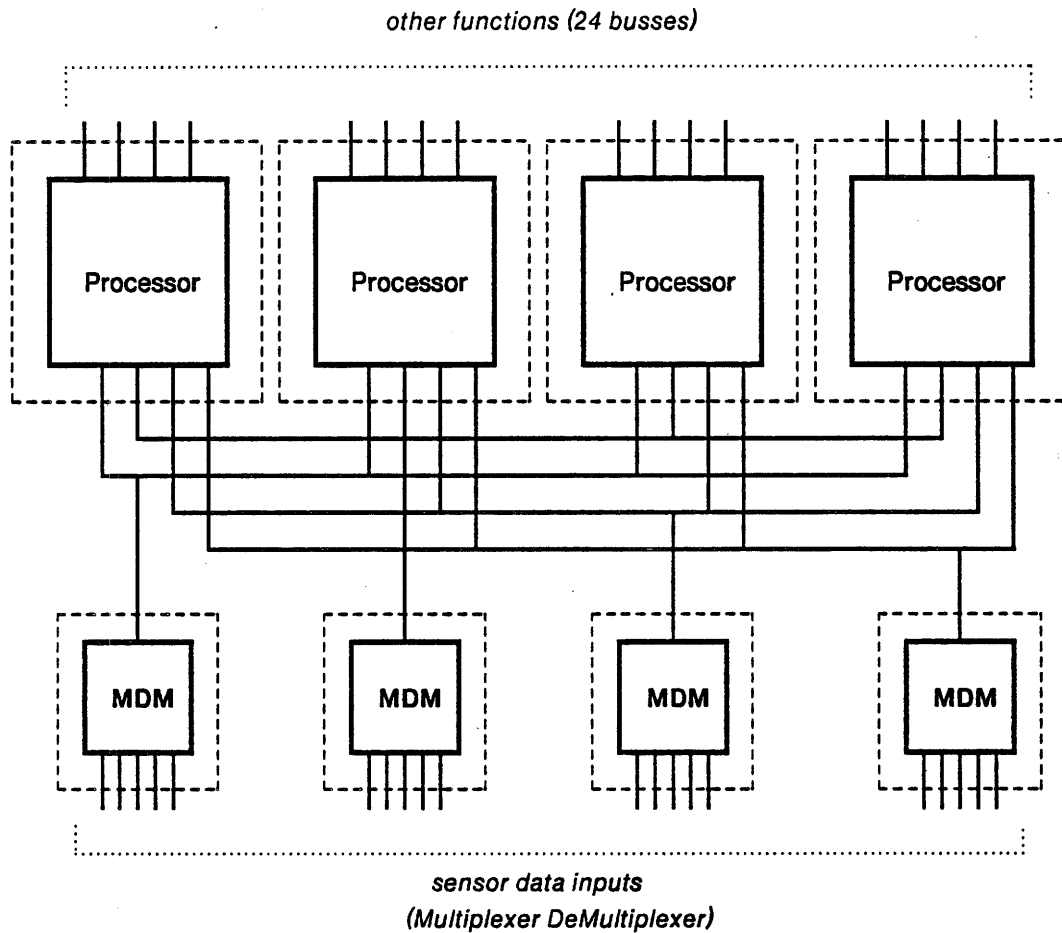 other functions (24 busses)
Processor
Processor
Processor
Processor
MDM
MDM
MDM
MDM
sensor data inputs
(Multiplexer DeMultiplexer)